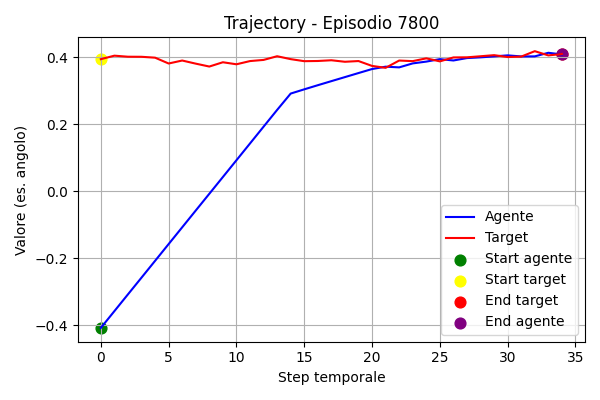 Trajectory - Episodio 7800
Valore (es. angolo)
0.4
0.2
0.0
−0.2
−0.4
Agente
Target
Start agente
Start target
End target
End agente
0 5 10 15 20 25 30 35
Step temporale